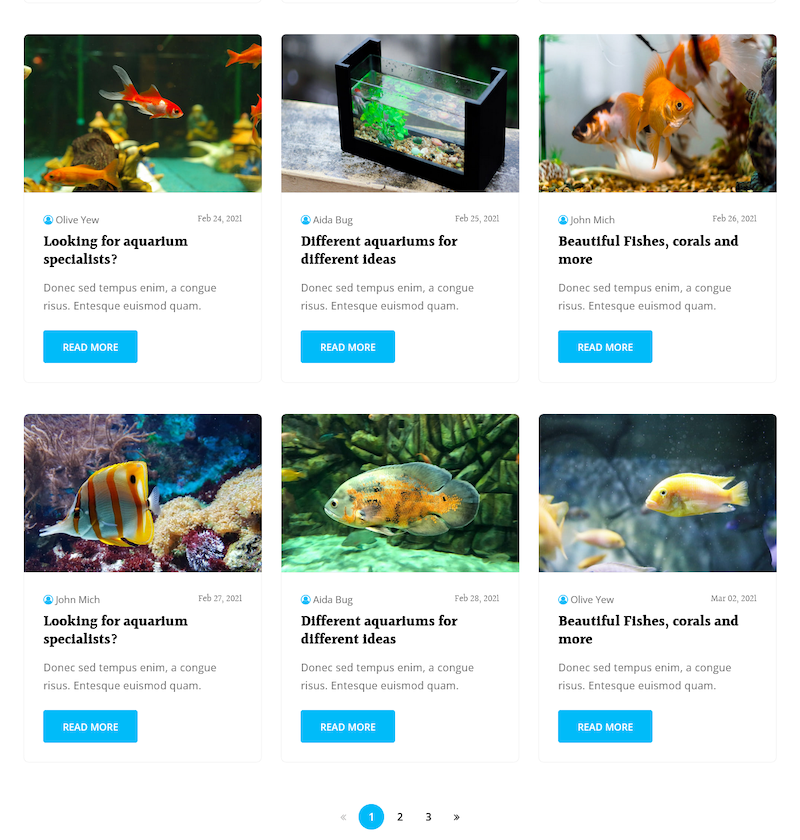 Olive Yew Feb 24, 2021
Looking for aquarium
specialists?
Donec sed tempus enim, a congue
risus. Entesque euismod quam.
READ MORE
Aida Bug Feb 25, 2021
Different aquariums for
different ideas
Donec sed tempus enim, a congue
risus. Entesque euismod quam.
READ MORE
John Mich Feb 26, 2021
Beautiful Fishes, corals and
more
Donec sed tempus enim, a congue
risus. Entesque euismod quam.
READ MORE
John Mich Feb 27, 2021
Looking for aquarium
specialists?
Donec sed tempus enim, a congue
risus. Entesque euismod quam.
READ MORE
Aida Bug Feb 28, 2021
Different aquariums for
different ideas
Donec sed tempus enim, a congue
risus. Entesque euismod quam.
READ MORE
Olive Yew Mar 02, 2021
Beautiful Fishes, corals and
more
Donec sed tempus enim, a congue
risus. Entesque euismod quam.
READ MORE
« 1 2 3 »